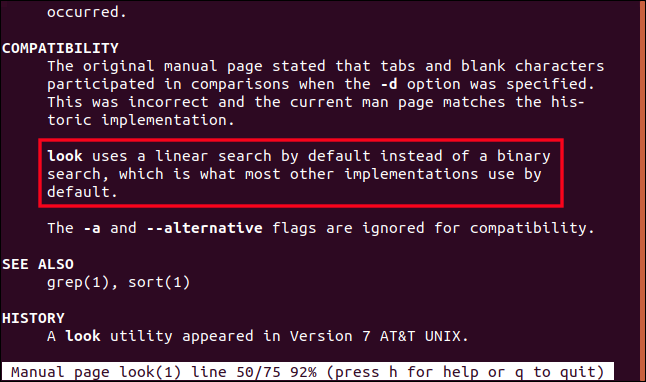 occurred.
COMPATIBILITY
The original manual page stated that tabs and blank characters
participated in comparisons when the -d option was specified.
This was incorrect and the current man page matches the his-
toric implementation.
look uses a linear search by default instead of a binary
search, which is what most other implementations use by
default.
The -a and --alternative flags are ignored for compatibility.
SEE ALSO
grep(1), sort(1)
HISTORY
A look utility appeared in Version 7 AT&T UNIX.
Manual page look(1) line 50/75 92% (press h for help or q to quit)